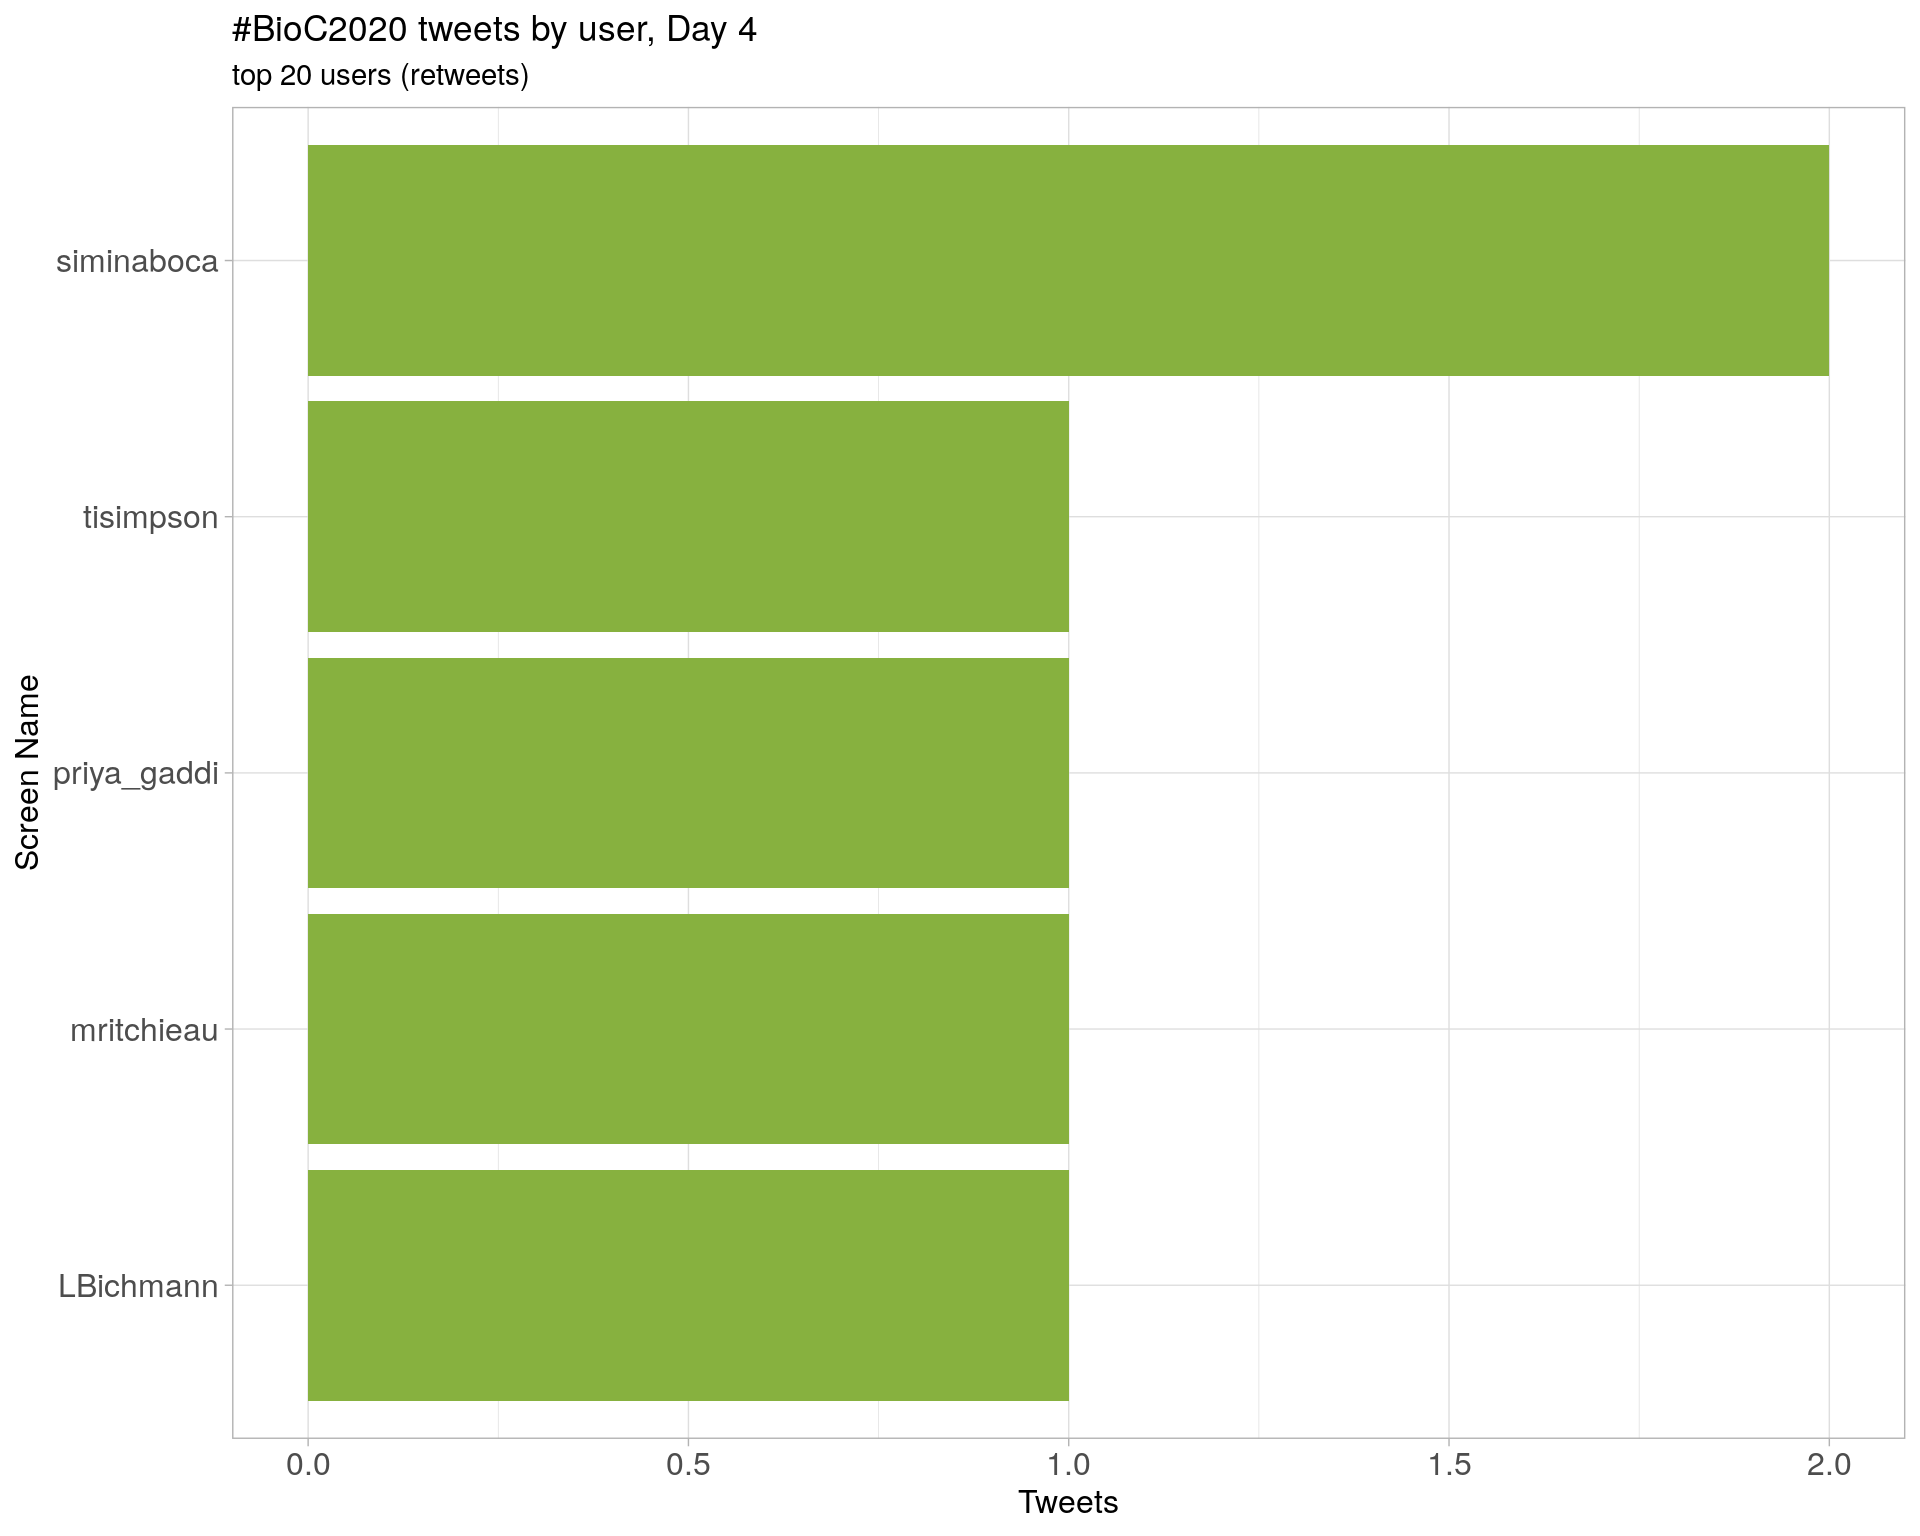 #BioC2020 tweets by user, Day 4
top 20 users (retweets)
Screen Name
siminaboca
tisimpson
priya_gaddi
mritchieau
LBichmann
0.0 0.5 1.0 1.5 2.0
Tweets